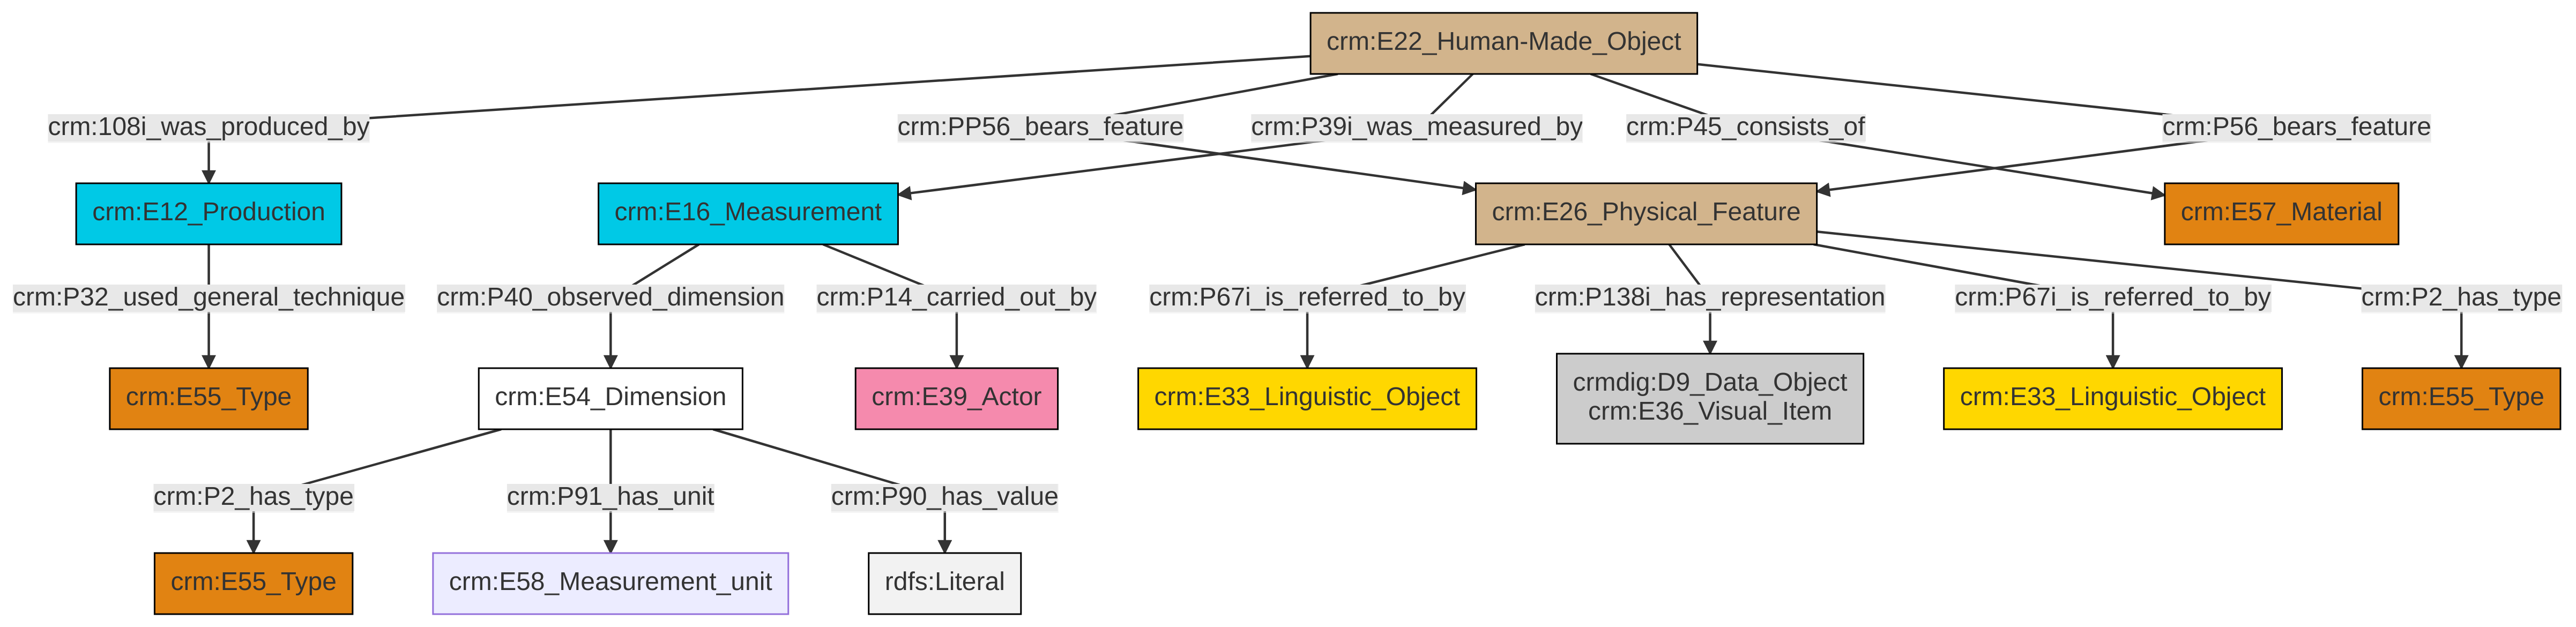 crm:E22_Human-Made_Object
crm:108i_was_produced_by
crm:PP56_bears_feature
crm:P39i_was_measured_by
crm:P45_consists_of
crm:P56_bears_feature
crm:E12_Production
crm:E16_Measurement
crm:E26_Physical_Feature
crm:E57_Material
crm:P32_used_general_technique
crm:P40_observed_dimension
crm:P14_carried_out_by
crm:P67i_is_referred_to_by
crm:P138i_has_representation
crm:P67i_is_referred_to_by
crm:P2_has_type
crm:E55_Type
crm:E54_Dimension
crm:E39_Actor
crm:E33_Linguistic_Object
crmdig:D9_Data_Object
crm:E36_Visual_Item
crm:E33_Linguistic_Object
crm:E55_Type
crm:P2_has_type
crm:P91_has_unit
crm:P90_has_value
crm:E55_Type
crm:E58_Measurement_unit
rdfs:Literal